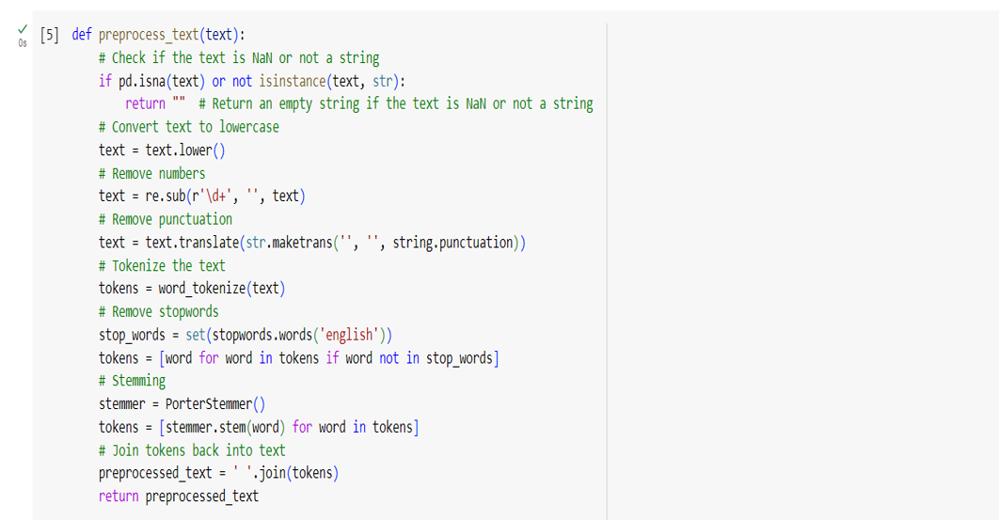 [5] def preprocess_text(text):
0s
    # Check if the text is NaN or not a string
    if pd.isna(text) or not isinstance(text, str):
        return ""  # Return an empty string if the text is NaN or not a string
    # Convert text to lowercase
    text = text.lower()
    # Remove numbers
    text = re.sub(r'\d+', '', text)
    # Remove punctuation
    text = text.translate(str.maketrans('', '', string.punctuation))
    # Tokenize the text
    tokens = word_tokenize(text)
    # Remove stopwords
    stop_words = set(stopwords.words('english'))
    tokens = [word for word in tokens if word not in stop_words]
    # Stemming
    stemmer = PorterStemmer()
    tokens = [stemmer.stem(word) for word in tokens]
    # Join tokens back into text
    preprocessed_text = ' '.join(tokens)
    return preprocessed_text